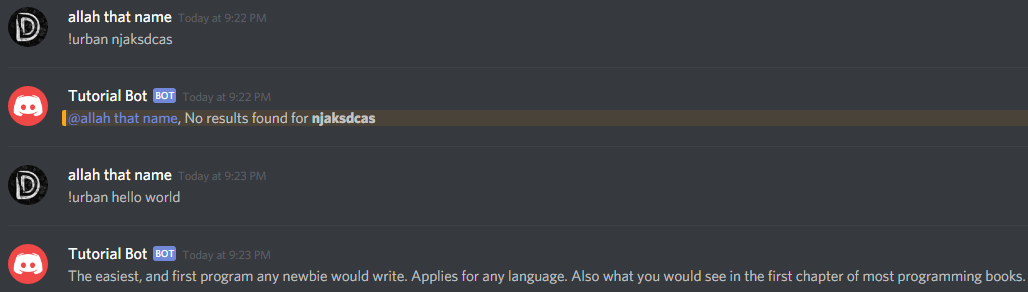 allah that name Today at 9:22 PM
!urban njaksdcas
Tutorial Bot BOT Today at 9:22 PM
@allah that name, No results found for njaksdcas
allah that name Today at 9:23 PM
!urban hello world
Tutorial Bot BOT Today at 9:23 PM
The easiest, and first program any newbie would write. Applies for any language. Also what you would see in the first chapter of most programming books.